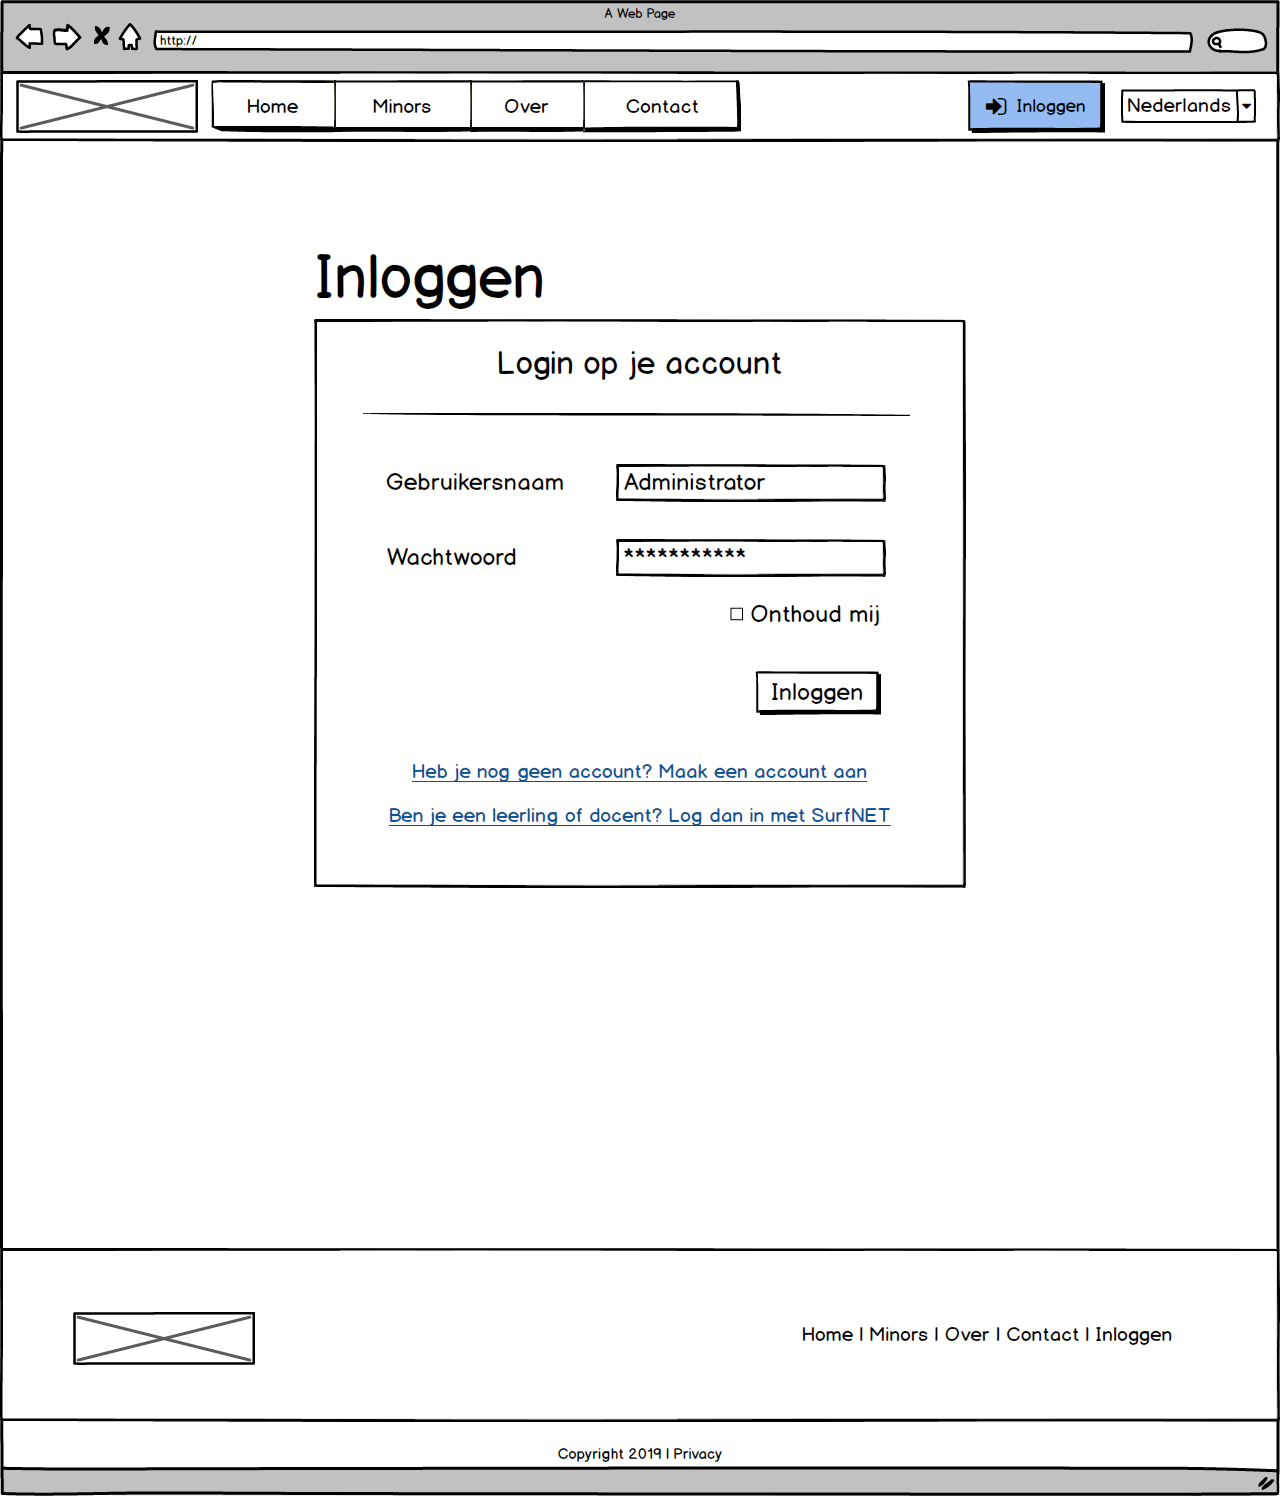 A Web Page
http://
Home Minors Over Contact Inloggen Nederlands
Inloggen
Login op je account
Gebruikersnaam Administrator
Wachtwoord ***********
Onthoud mij
Inloggen
Heb je nog geen account? Maak een account aan
Ben je een leerling of docent? Log dan in met SurfNET
Home | Minors | Over | Contact | Inloggen
Copyright 2019 | Privacy